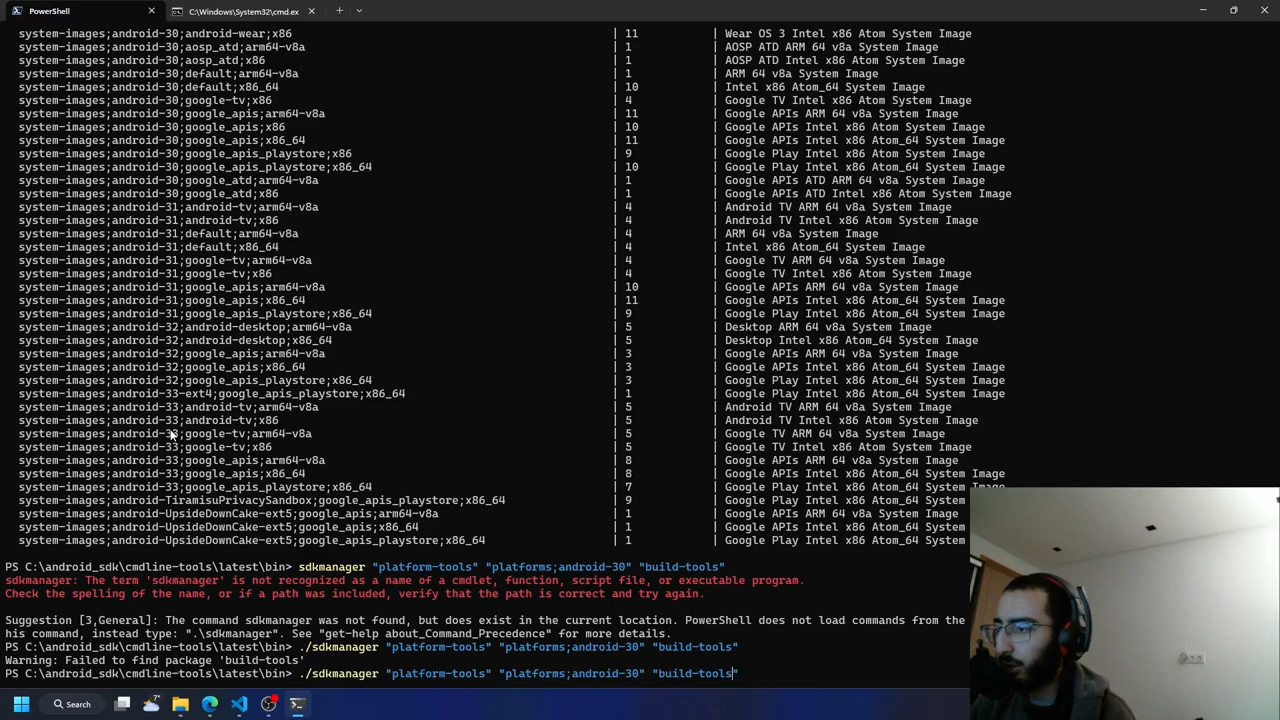 PowerShell
C:\Windows\System32\cmd.ex
system-images;android-30;android-wear;x86 | 11 | Wear OS 3 Intel x86 Atom System Image
system-images;android-30;aosp_atd;arm64-v8a | 1 | AOSP ATD ARM 64 v8a System Image
system-images;android-30;aosp_atd;x86 | 1 | AOSP ATD Intel x86 Atom System Image
system-images;android-30;default;arm64-v8a | 1 | ARM 64 v8a System Image
system-images;android-30;default;x86_64 | 10 | Intel x86 Atom_64 System Image
system-images;android-30;google-tv;x86 | 4 | Google TV Intel x86 Atom System Image
system-images;android-30;google_apis;arm64-v8a | 11 | Google APIs ARM 64 v8a System Image
system-images;android-30;google_apis;x86 | 10 | Google APIs Intel x86 Atom System Image
system-images;android-30;google_apis;x86_64 | 11 | Google APIs Intel x86 Atom_64 System Image
system-images;android-30;google_apis_playstore;x86 | 9 | Google Play Intel x86 Atom System Image
system-images;android-30;google_apis_playstore;x86_64 | 10 | Google Play Intel x86 Atom_64 System Image
system-images;android-30;google_atd;arm64-v8a | 1 | Google APIs ATD ARM 64 v8a System Image
system-images;android-30;google_atd;x86 | 1 | Google APIs ATD Intel x86 Atom System Image
system-images;android-31;android-tv;arm64-v8a | 4 | Android TV ARM 64 v8a System Image
system-images;android-31;android-tv;x86 | 4 | Android TV Intel x86 Atom System Image
system-images;android-31;default;arm64-v8a | 4 | ARM 64 v8a System Image
system-images;android-31;default;x86_64 | 4 | Intel x86 Atom_64 System Image
system-images;android-31;google-tv;arm64-v8a | 4 | Google TV ARM 64 v8a System Image
system-images;android-31;google-tv;x86 | 4 | Google TV Intel x86 Atom System Image
system-images;android-31;google_apis;arm64-v8a | 10 | Google APIs ARM 64 v8a System Image
system-images;android-31;google_apis;x86_64 | 11 | Google APIs Intel x86 Atom_64 System Image
system-images;android-31;google_apis_playstore;x86_64 | 9 | Google Play Intel x86 Atom_64 System Image
system-images;android-32;android-desktop;arm64-v8a | 5 | Desktop ARM 64 v8a System Image
system-images;android-32;android-desktop;x86_64 | 5 | Desktop Intel x86 Atom_64 System Image
system-images;android-32;google_apis;arm64-v8a | 3 | Google APIs ARM 64 v8a System Image
system-images;android-32;google_apis;x86_64 | 3 | Google APIs Intel x86 Atom_64 System Image
system-images;android-32;google_apis_playstore;x86_64 | 3 | Google Play Intel x86 Atom_64 System Image
system-images;android-33-ext4;google_apis_playstore;x86_64 | 1 | Google Play Intel x86 Atom_64 System Image
system-images;android-33;android-tv;arm64-v8a | 5 | Android TV ARM 64 v8a System Image
system-images;android-33;android-tv;x86 | 5 | Android TV Intel x86 Atom System Image
system-images;android-33;google-tv;arm64-v8a | 5 | Google TV ARM 64 v8a System Image
system-images;android-33;google-tv;x86 | 5 | Google TV Intel x86 Atom System Image
system-images;android-33;google_apis;arm64-v8a | 8 | Google APIs ARM 64 v8a System Image
system-images;android-33;google_apis;x86_64 | 8 | Google APIs Intel x86 Atom_64 System Image
system-images;android-33;google_apis_playstore;x86_64 | 7 | Google Play Intel x86 Atom_64 System Image
system-images;android-TiramisuPrivacySandbox;google_apis_playstore;x86_64 | 9 | Google Play Intel x86 Atom_64 System
system-images;android-UpsideDownCake-ext5;google_apis;arm64-v8a | 1 | Google APIs ARM 64 v8a System Image
system-images;android-UpsideDownCake-ext5;google_apis;x86_64 | 1 | Google APIs Intel x86 Atom_64 System
system-images;android-UpsideDownCake-ext5;google_apis_playstore;x86_64 | 1 | Google Play Intel x86 Atom_64 System
PS C:\android_sdk\cmdline-tools\latest\bin> sdkmanager "platform-tools" "platforms;android-30" "build-tools"
sdkmanager: The term 'sdkmanager' is not recognized as a name of a cmdlet, function, script file, or executable program.
Check the spelling of the name, or if a path was included, verify that the path is correct and try again.
Suggestion [3,General]: The command sdkmanager was not found, but does exist in the current location. PowerShell does not load commands from the
his command, instead type: ".\sdkmanager". See "get-help about_Command_Precedence" for more details.
PS C:\android_sdk\cmdline-tools\latest\bin> ./sdkmanager "platform-tools" "platforms;android-30" "build-tools"
Warning: Failed to find package 'build-tools'
PS C:\android_sdk\cmdline-tools\latest\bin> ./sdkmanager "platform-tools" "platforms;android-30" "build-tools"
7°
Search